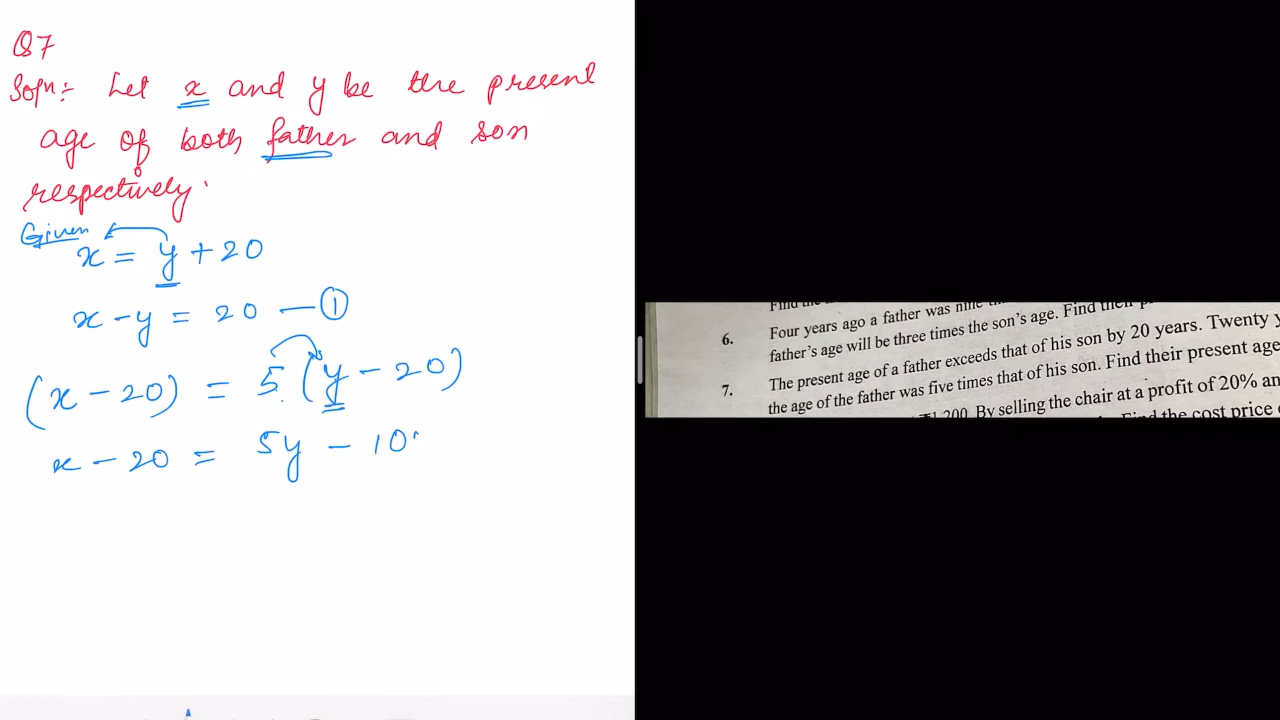 Q7
Soln:- Let x and y be the present
age of both father and son
respectively.
Given
x = y + 20
x - y = 20 — ①
(x - 20) = 5 (y - 20)
x - 20 = 5y - 10
Four years ago a father was nine
6. father's age will be three times the son's age. Find their
7. The present age of a father exceeds that of his son by 20 years. Twenty y
the age of the father was five times that of his son. Find their present age
1,200. By selling the chair at a profit of 20% an
Find the cost price